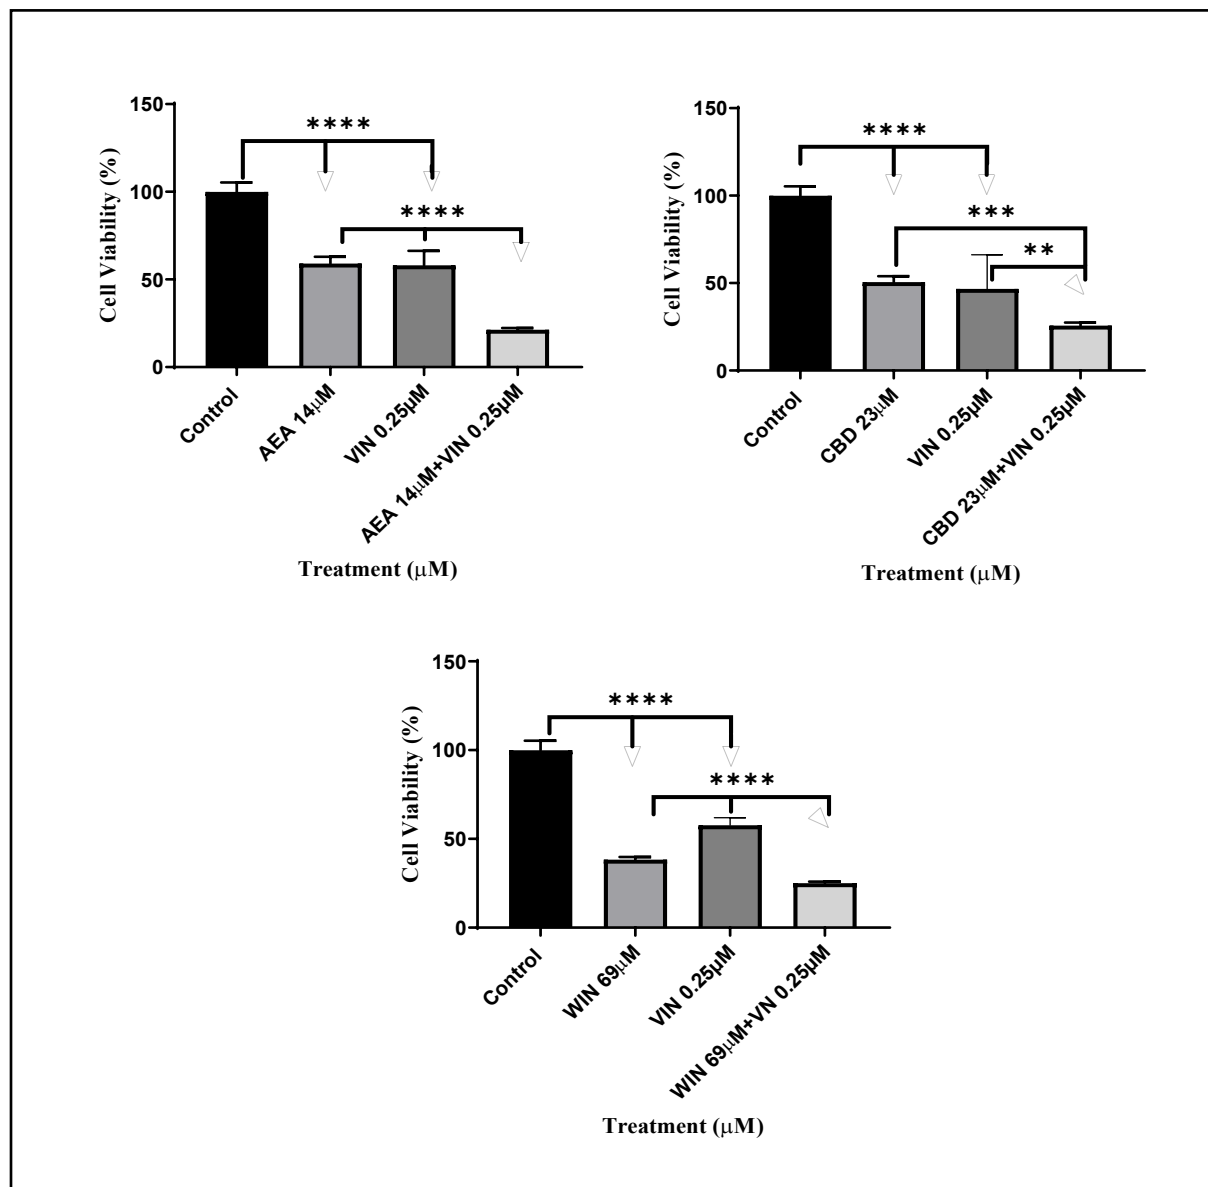 Cell Viability (%)
150
100
50
0
****
****
Control
AEA 14μM
VIN 0.25μM
AEA 14μM+VIN 0.25μM
Treatment (μM)
Cell Viability (%)
150
100
50
0
****
***
**
Control
CBD 23μM
VIN 0.25μM
CBD 23μM+VIN 0.25μM
Treatment (μM)
Cell Viability (%)
150
100
50
0
****
****
Control
WIN 69μM
VIN 0.25μM
WIN 69μM+VN 0.25μM
Treatment (μM)